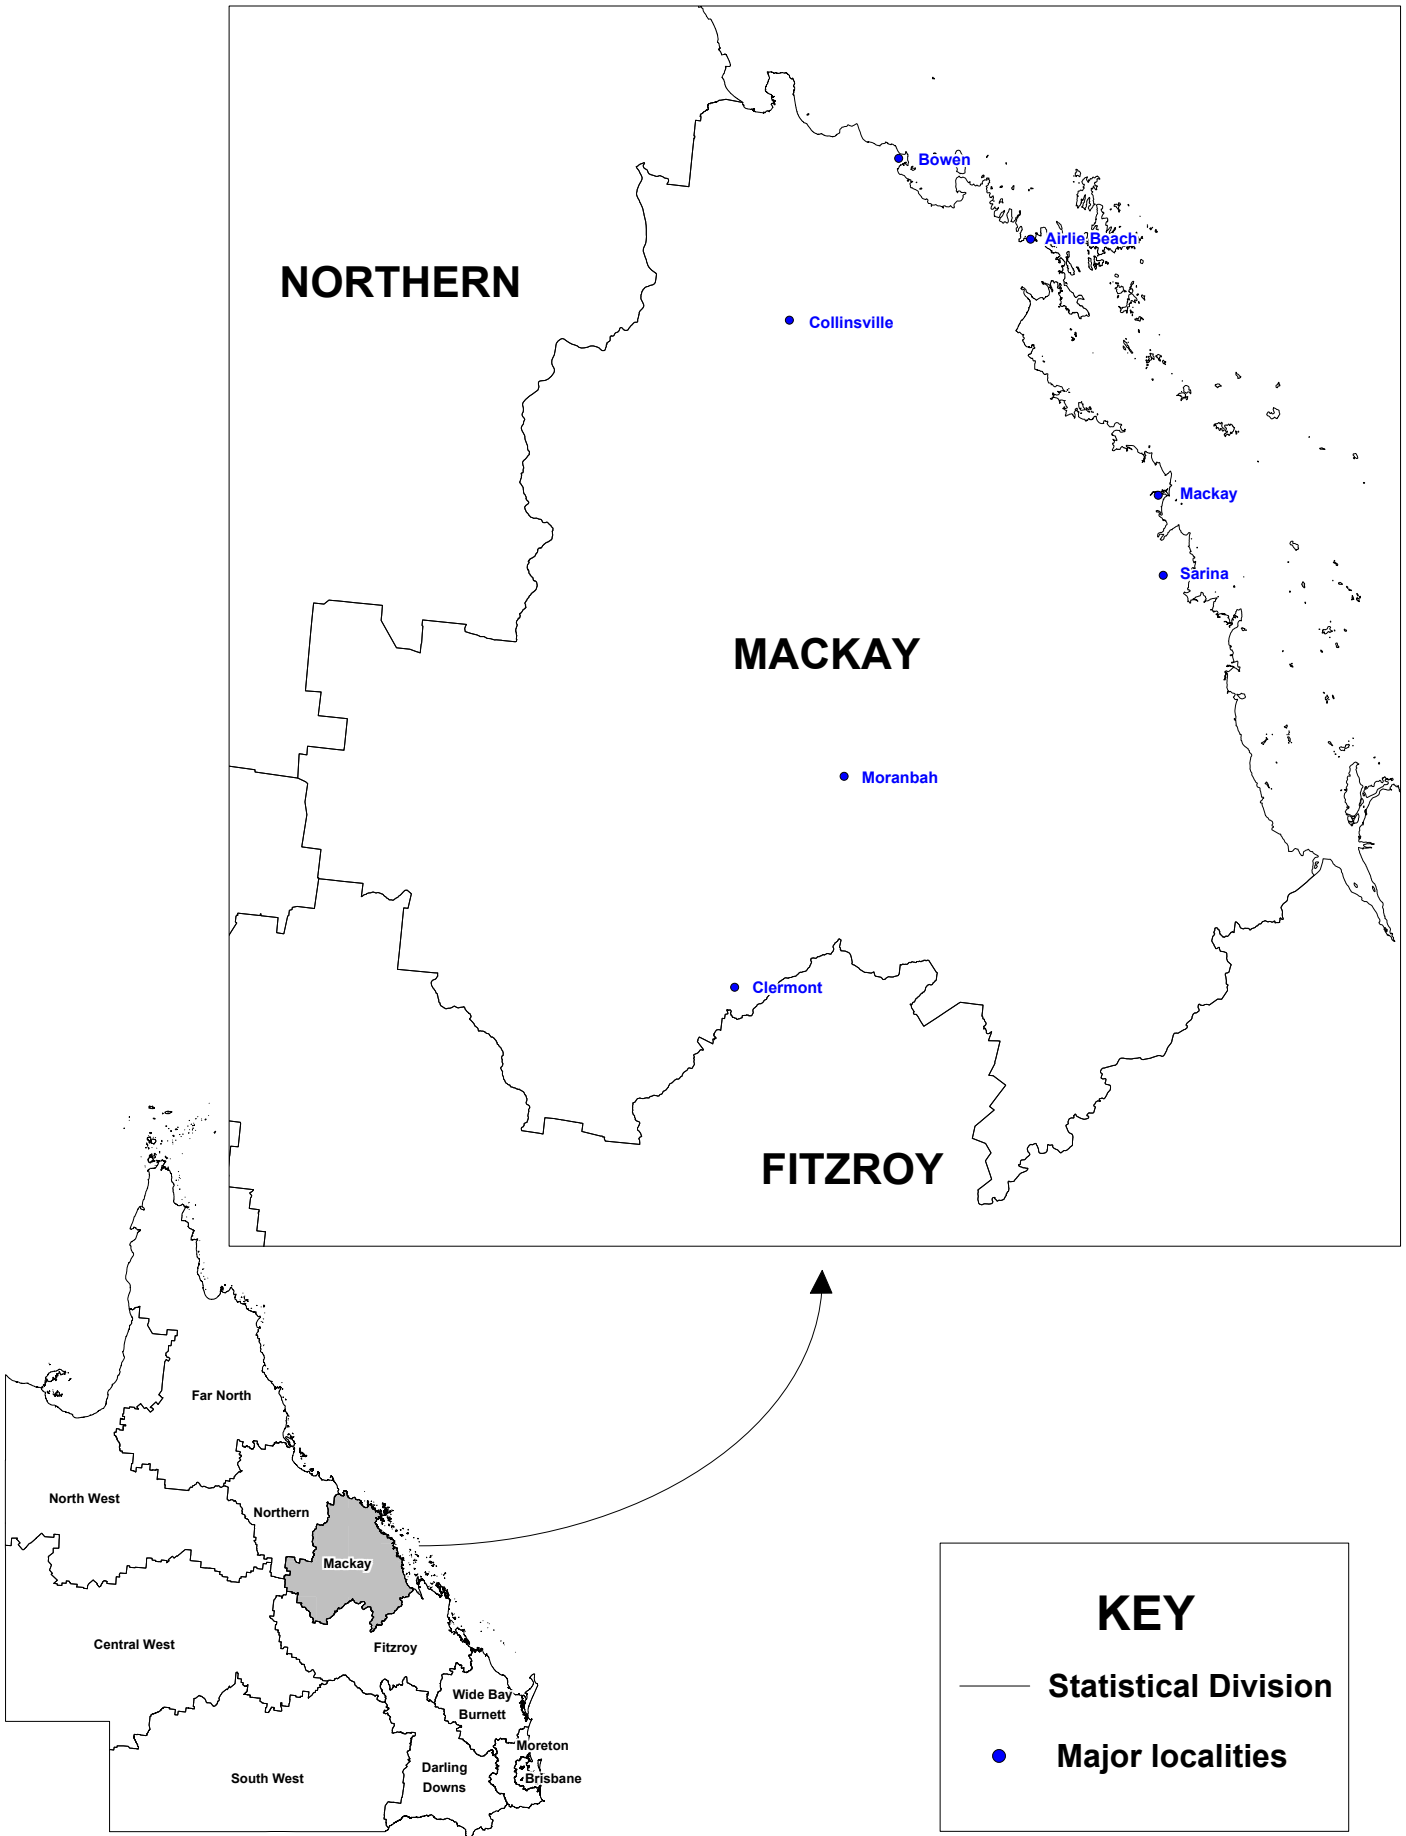 Bowen
Airlie Beach
NORTHERN
Collinsville
Mackay
Sarina
MACKAY
Moranbah
Clermont
FITZROY
Far North
North West
Northern
Mackay
Central West
Fitzroy
Wide Bay
Burnett
Moreton
Darling
Downs
South West
Brisbane
KEY
Statistical Division
Major localities